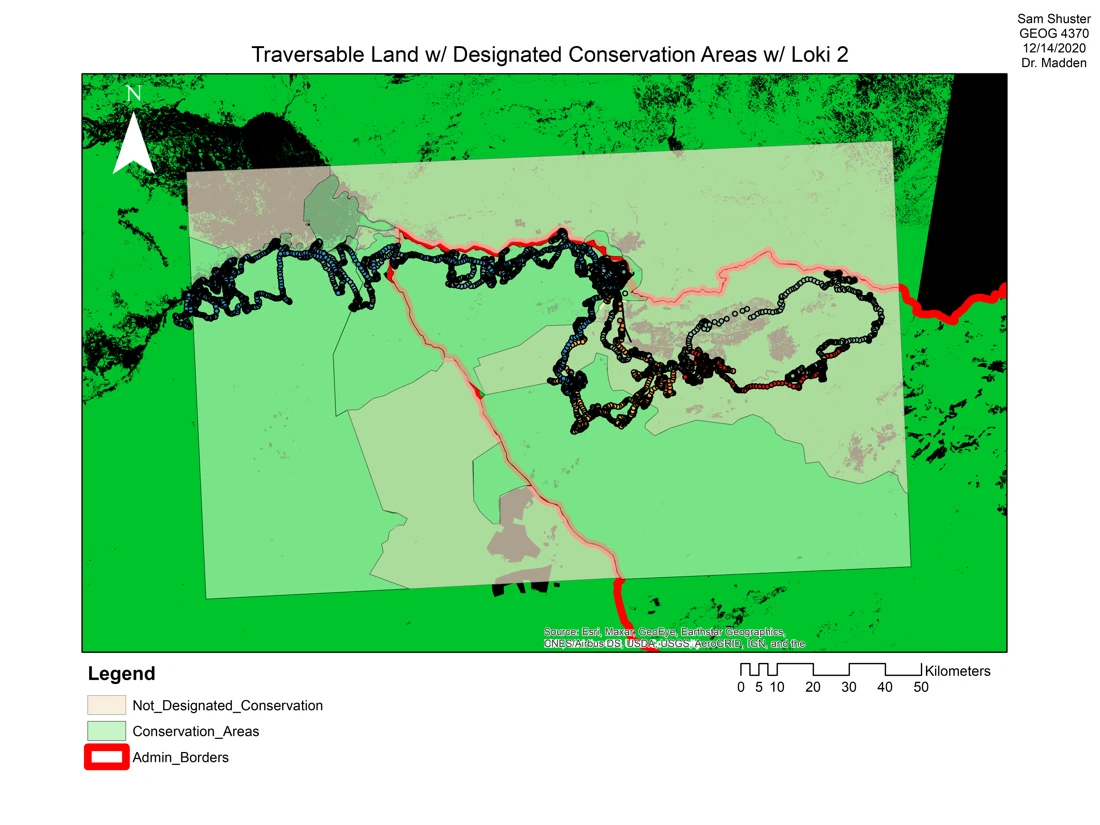 Sam Shuster
GEOG 4370
12/14/2020
Dr. Madden
Traversable Land w/ Designated Conservation Areas w/ Loki 2
N
Source: Esri, Maxar, GeoEye, Earthstar Geographics,
CNES/Airbus DS, USDA, USGS, AeroGRID, IGN, and the
Legend
Not_Designated_Conservation
Conservation_Areas
Admin_Borders
Kilometers
0 5 10 20 30 40 50